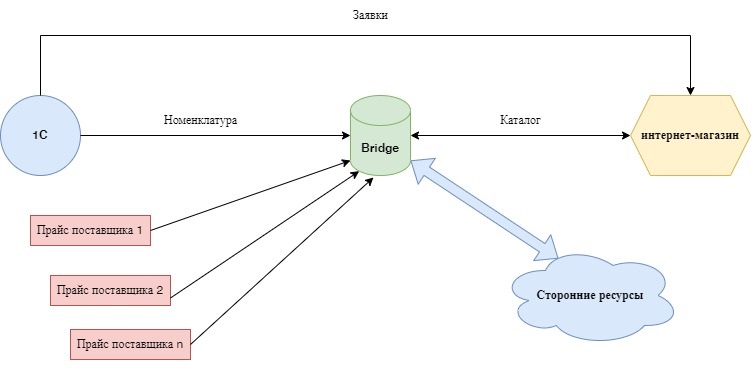 Заявки
Номенклатура
Каталог
1С
Bridge
интернет-магазин
Прайс поставщика 1
Прайс поставщика 2
Прайс поставщика n
Сторонние ресурсы